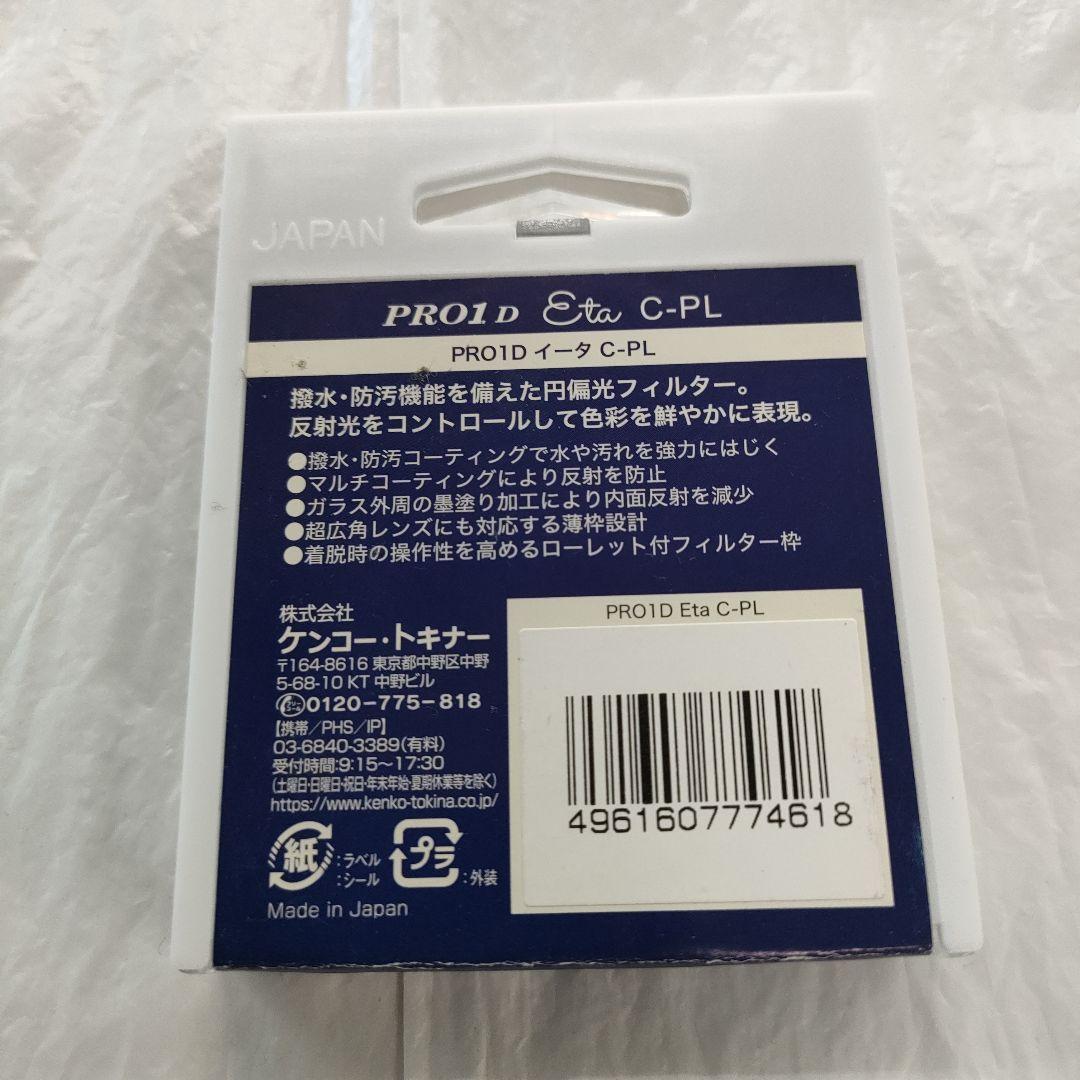 JAPAN
PRO1D Eta C-PL
PRO1D イータ C-PL
撥水・防汚機能を備えた円偏光フィルター。
反射光をコントロールして色彩を鮮やかに表現。
●撥水・防汚コーティングで水や汚れを強力にはじく
●マルチコーティングにより反射を防止
●ガラス外周の墨塗り加工により内面反射を減少
●超広角レンズにも対応する薄枠設計
●着脱時の操作性を高めるローレット付フィルター枠
株式会社
ケンコー・トキナー
〒164-8616 東京都中野区中野
5-68-10 KT 中野ビル
フリーコール 0120-775-818
【携帯/PHS/IP】
03-6840-3389(有料)
受付時間:9:15〜17:30
(土曜日・日曜日・祝日・年末年始・夏期休業等を除く)
https://www.kenko-tokina.co.jp/
紙:ラベル
:シール
プラ:外装
Made in Japan
PRO1D Eta C-PL
4961607774618